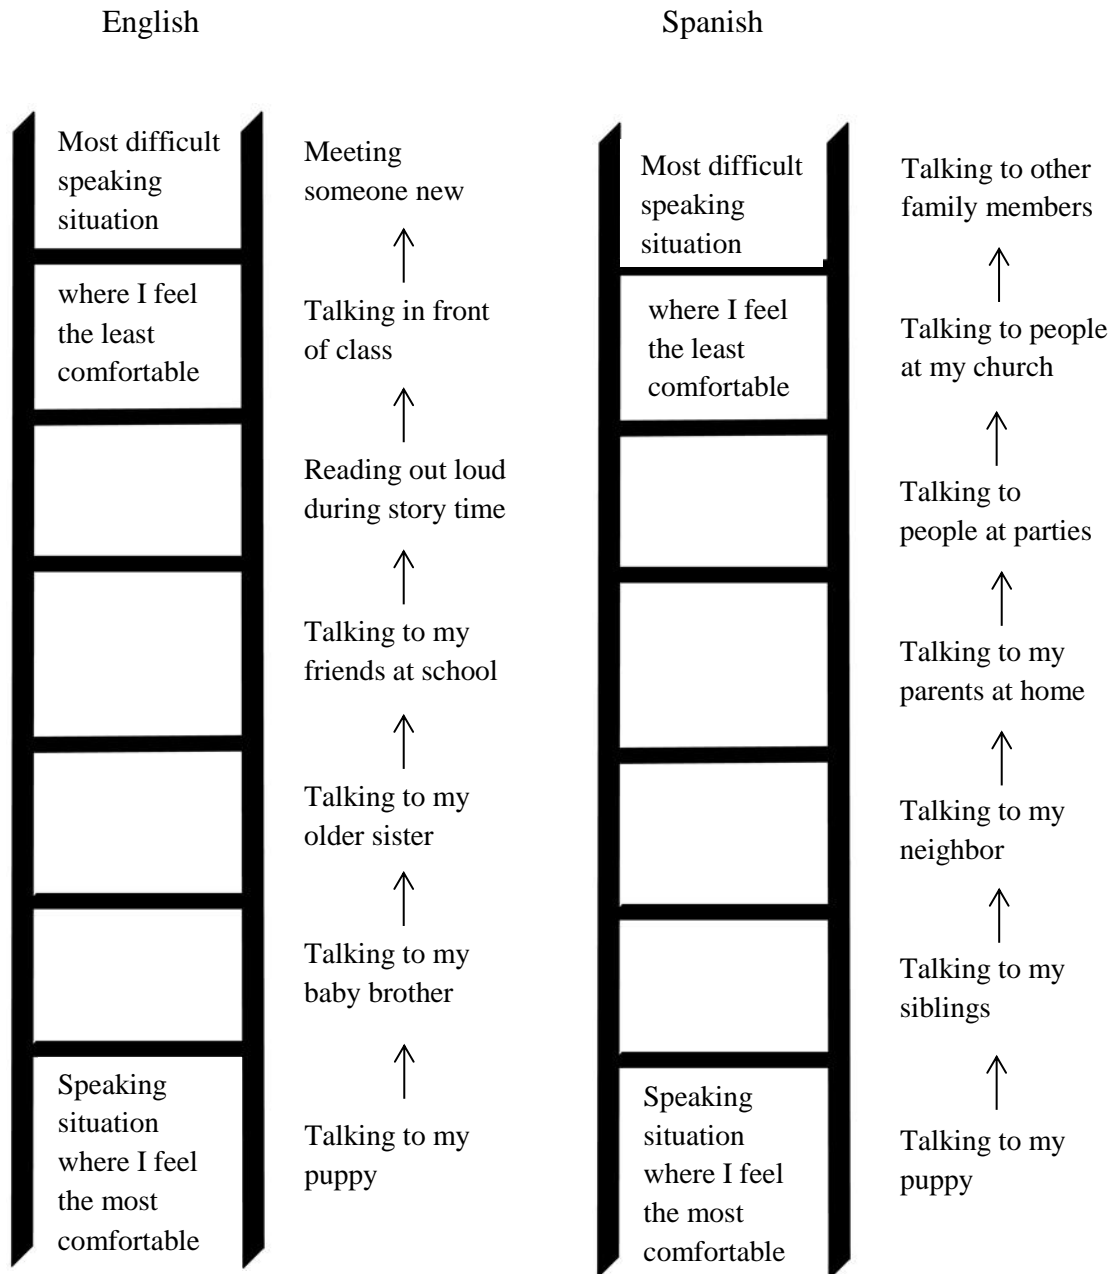 English
Most difficult
speaking
situation
where I feel
the least
comfortable
Speaking
situation
where I feel
the most
comfortable
Meeting
someone new
Talking in front
of class
Reading out loud
during story time
Talking to my
friends at school
Talking to my
older sister
Talking to my
baby brother
Talking to my
puppy
Spanish
Most difficult
speaking
situation
where I feel
the least
comfortable
Speaking
situation
where I feel
the most
comfortable
Talking to other
family members
Talking to people
at my church
Talking to
people at parties
Talking to my
parents at home
Talking to my
neighbor
Talking to my
siblings
Talking to my
puppy